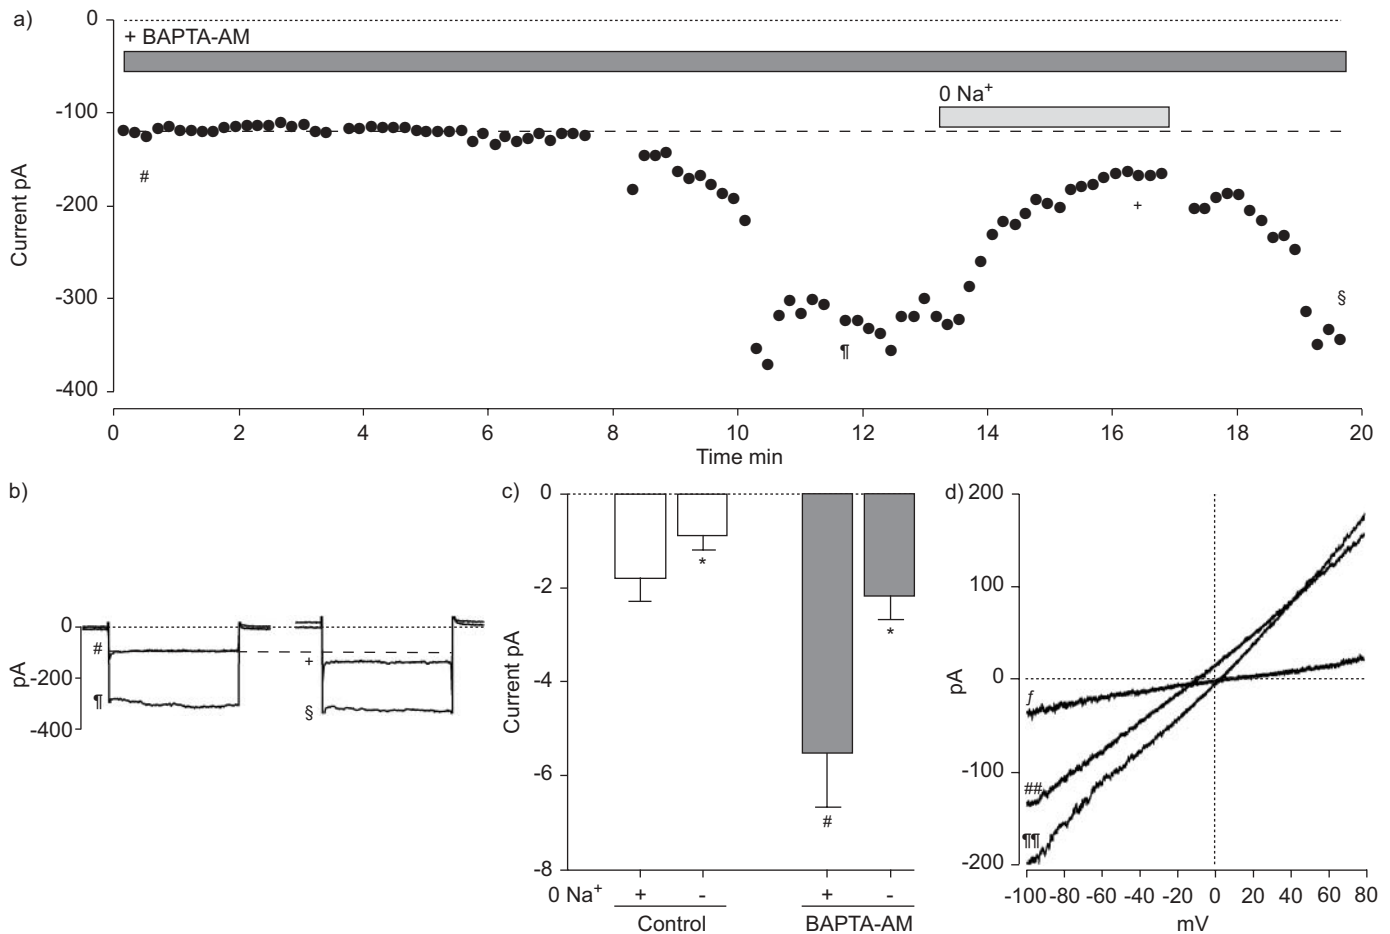 a)
0
+ BAPTA-AM
0 Na+
-100
#
-200
+
-300
§
¶
-400
Current pA
0 2 4 6 8 10 12 14 16 18 20
Time min
b)
0
#
+
-200
¶
§
-400
pA
c)
0
*
-2
*
-4
-6
#
-8
Current pA
0 Na+ + - + -
Control BAPTA-AM
d)
200
100
0
ƒ
-100
##
¶¶
-200
pA
-100 -80 -60 -40 -20 0 20 40 60 80
mV